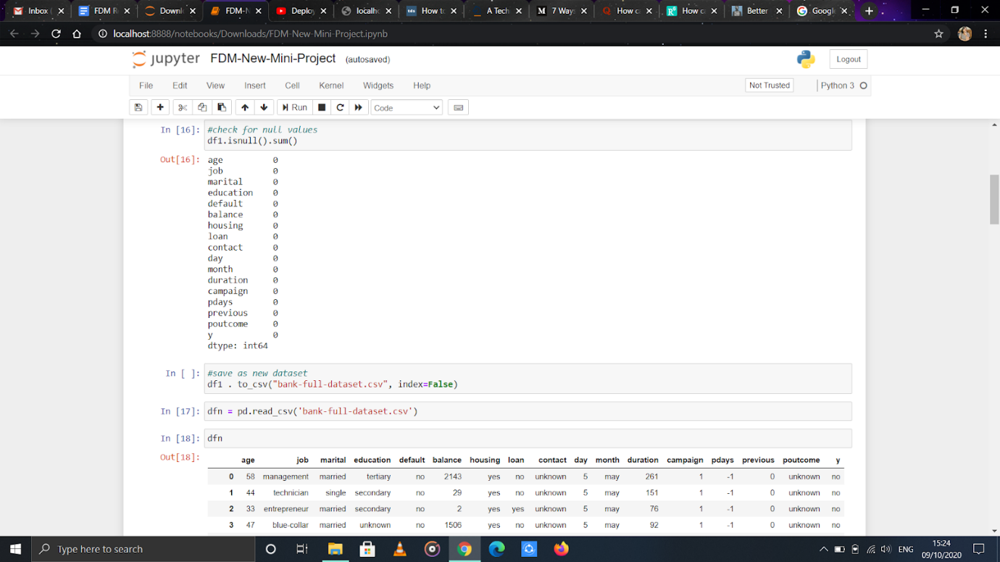 Inbox (
FDM R
Downl
FDM-N
Deploy
localh
How to
tds
A Tech
M 7 Way
Q How c
R How c
Better
G Googl
localhost:8888/notebooks/Downloads/FDM-New-Mini-Project.ipynb
jupyter FDM-New-Mini-Project (autosaved)
Logout
File Edit View Insert Cell Kernel Widgets Help
Not Trusted Python 3
Run Code
In [16]: #check for null values
df1.isnull().sum()
Out[16]: age 0
job 0
marital 0
education 0
default 0
balance 0
housing 0
loan 0
contact 0
day 0
month 0
duration 0
campaign 0
pdays 0
previous 0
poutcome 0
y 0
dtype: int64
In [ ]: #save as new dataset
df1 . to_csv("bank-full-dataset.csv", index=False)
In [17]: dfn = pd.read_csv('bank-full-dataset.csv')
In [18]: dfn
Out[18]:
age job marital education default balance housing loan contact day month duration campaign pdays previous poutcome y
0 58 management married tertiary no 2143 yes no unknown 5 may 261 1 -1 0 unknown no
1 44 technician single secondary no 29 yes no unknown 5 may 151 1 -1 0 unknown no
2 33 entrepreneur married secondary no 2 yes yes unknown 5 may 76 1 -1 0 unknown no
3 47 blue-collar married unknown no 1506 yes no unknown 5 may 92 1 -1 0 unknown no
Type here to search
ENG
15:24
09/10/2020